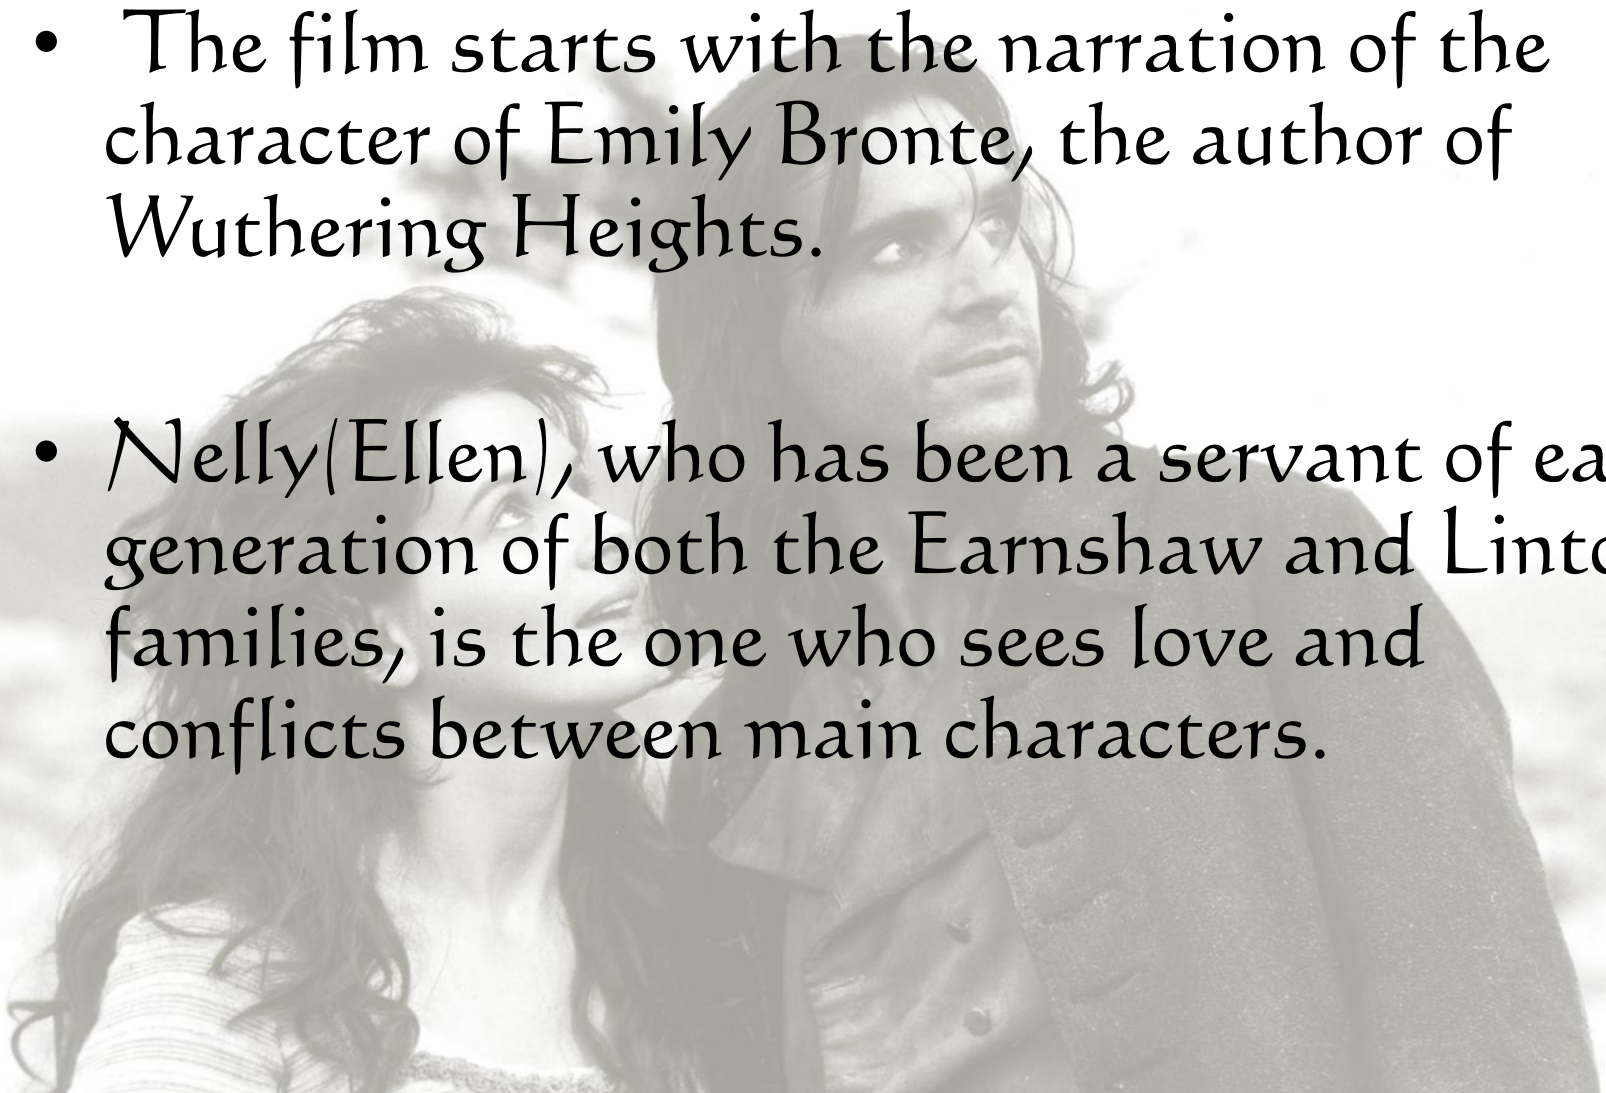 • The film starts with the narration of the
character of Emily Bronte, the author of
Wuthering Heights.
• Nelly(Ellen), who has been a servant of ea
generation of both the Earnshaw and Linto
families, is the one who sees love and
conflicts between main characters.